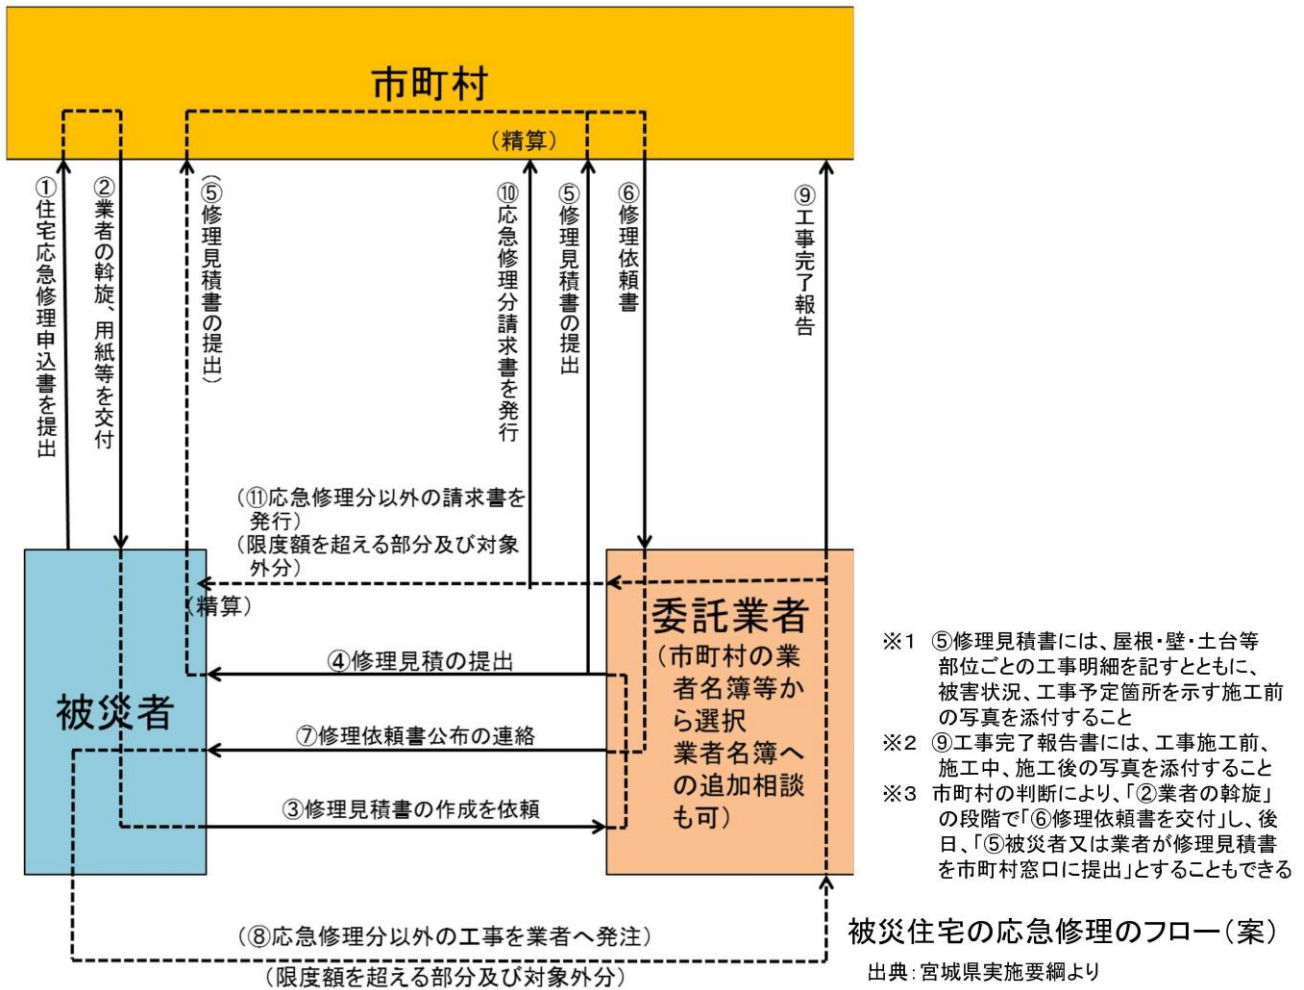 市町村
(精算)
①住宅応急修理申込書を提出
②業者の斡旋、用紙等を交付
(⑤修理見積書の提出)
⑩応急修理分請求書を発行
⑤修理見積書の提出
⑥修理依頼書
⑨工事完了報告
(⑪応急修理分以外の請求書を
発行)
(限度額を超える部分及び対象
外分)
(精算)
④修理見積の提出
被災者
⑦修理依頼書公布の連絡
③修理見積書の作成を依頼
委託業者
(市町村の業
者名簿等か
ら選択
業者名簿へ
の追加相談
も可)
(⑧応急修理分以外の工事を業者へ発注)
(限度額を超える部分及び対象外分)
※1 ⑤修理見積書には、屋根・壁・土台等
部位ごとの工事明細を記すとともに、
被害状況、工事予定箇所を示す施工前
の写真を添付すること
※2 ⑨工事完了報告書には、工事施工前、
施工中、施工後の写真を添付すること
※3 市町村の判断により、「②業者の斡旋」
の段階で「⑥修理依頼書を交付」し、後
日、「⑤被災者又は業者が修理見積書
を市町村窓口に提出」とすることもできる
被災住宅の応急修理のフロー(案)
出典:宮城県実施要綱より